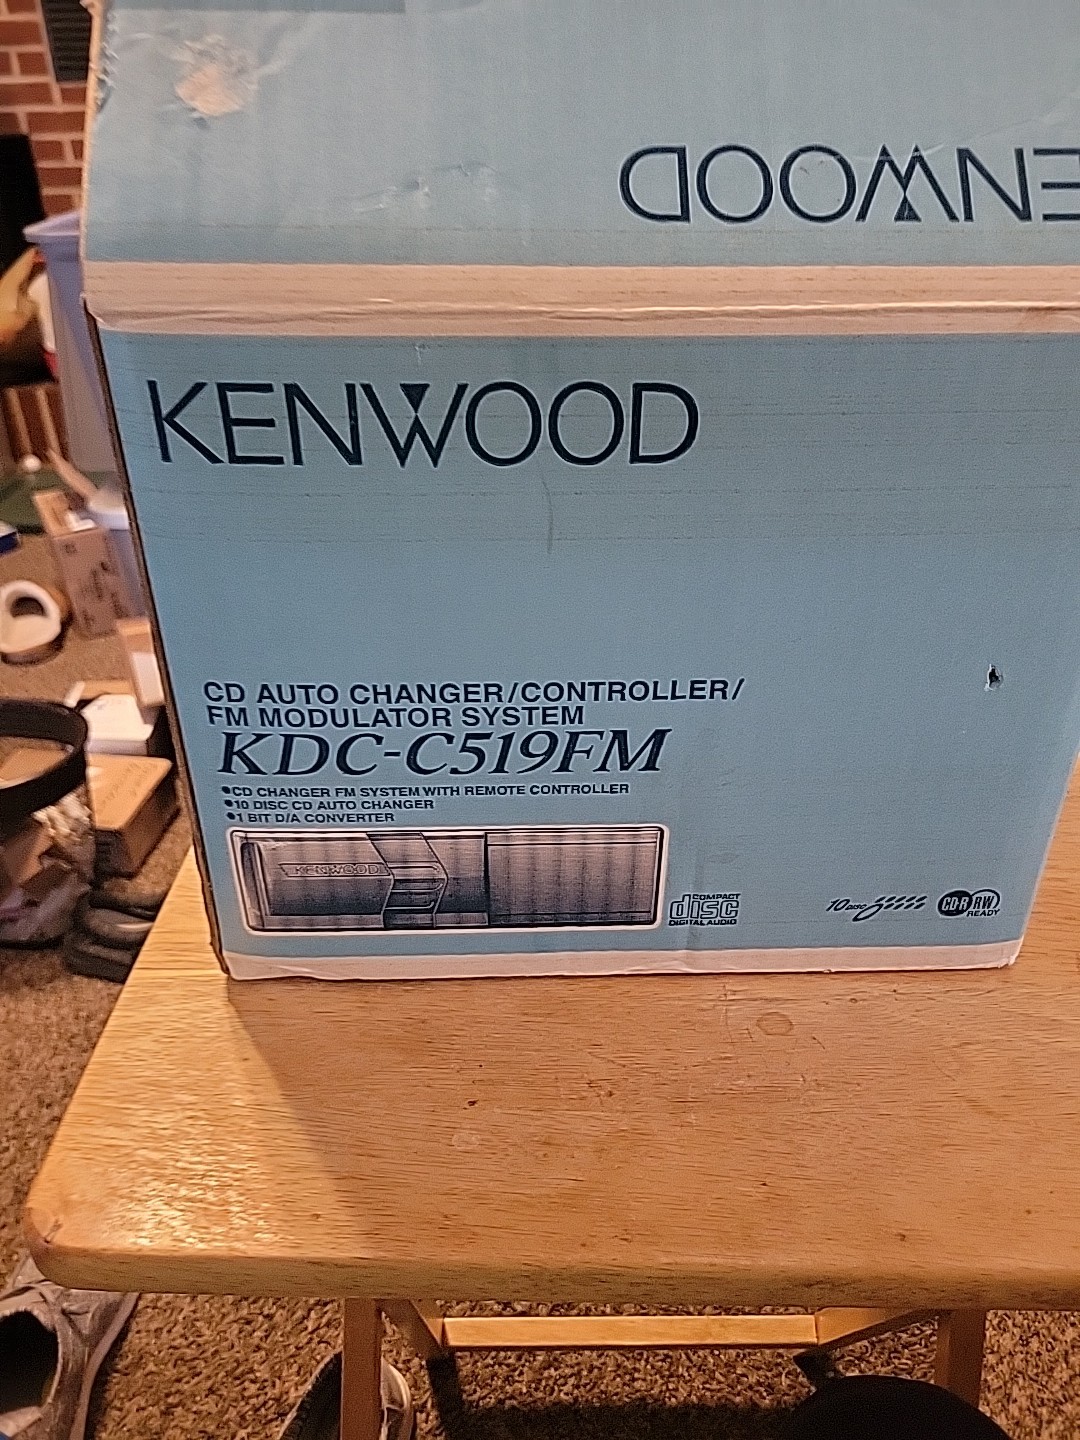 KENWOOD
KENWOOD
CD AUTO CHANGER/CONTROLLER/
FM MODULATOR SYSTEM
KDC-C519FM
•CD CHANGER FM SYSTEM WITH REMOTE CONTROLLER
•10 DISC CD AUTO CHANGER
•1 BIT D/A CONVERTER
KENWOOD
COMPACT
disc
DIGITAL AUDIO
10 DISC
CD-R RW
READY